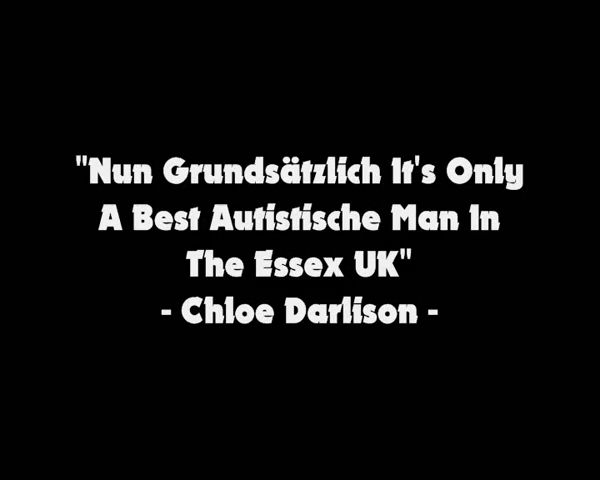 "Nun Grundsätzlich It's Only
A Best Autistische Man In
The Essex UK"
- Chloe Darlison -